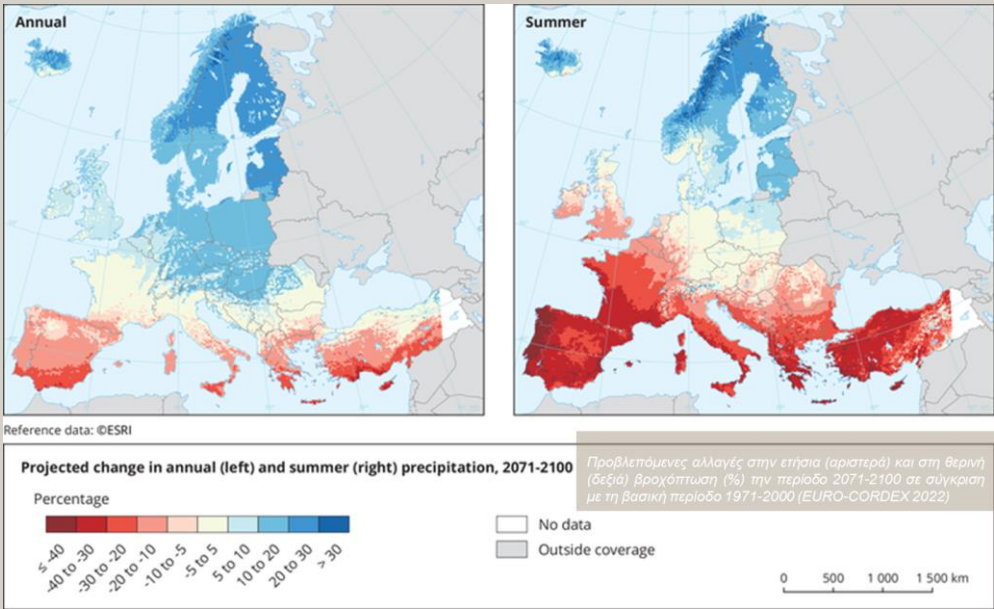 Annual
Summer
Reference data: ©ESRI
Projected change in annual (left) and summer (right) precipitation, 2071-2100
Προβλεπόμενες αλλαγές στην ετήσια (αριστερά) και στη θερινή
(δεξιά) βροχόπτωση (%) την περίοδο 2071-2100 σε σύγκριση
με τη βασική περίοδο 1971-2000 (EURO-CORDEX 2022)
Percentage
≤ -40
-40 to -30
-30 to -20
-20 to -10
-10 to -5
-5 to 5
5 to 10
10 to 20
20 to 30
> 30
No data
Outside coverage
0 500 1 000 1 500 km